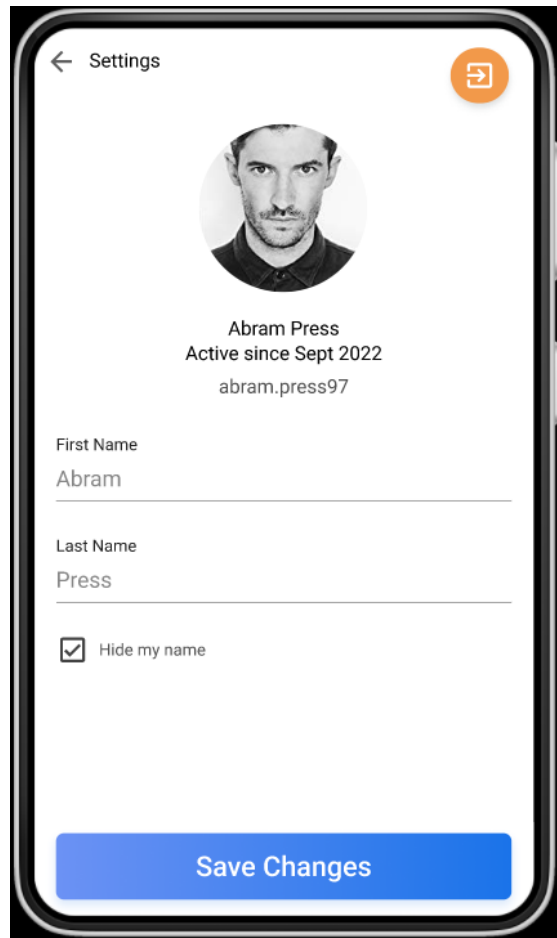 Settings
Abram Press
Active since Sept 2022
abram.press97
First Name
Abram
Last Name
Press
Hide my name
Save Changes